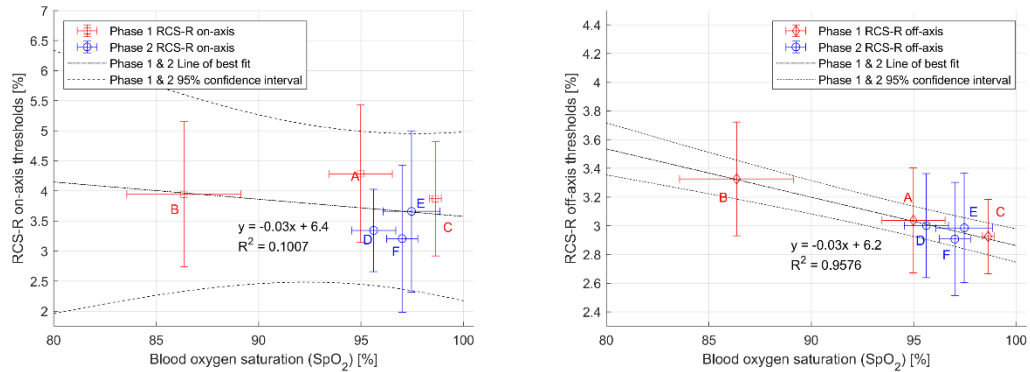 7
6.5
6
5.5
5
4.5
4
3.5
3
2.5
2
80
85
90
95
100
RCS-R on-axis thresholds [%]
Blood oxygen saturation (SpO₂) [%]
Phase 1 RCS-R on-axis
Phase 2 RCS-R on-axis
Phase 1 & 2 Line of best fit
Phase 1 & 2 95% confidence interval
A
B
C
D
E
F
y = -0.03x + 6.4
R² = 0.1007
4.4
4.2
4
3.8
3.6
3.4
3.2
3
2.8
2.6
2.4
80
85
90
95
100
RCS-R off-axis thresholds [%]
Blood oxygen saturation (SpO₂) [%]
Phase 1 RCS-R off-axis
Phase 2 RCS-R off-axis
Phase 1 & 2 Line of best fit
Phase 1 & 2 95% confidence interval
B
A
C
D
E
F
y = -0.03x + 6.2
R² = 0.9576